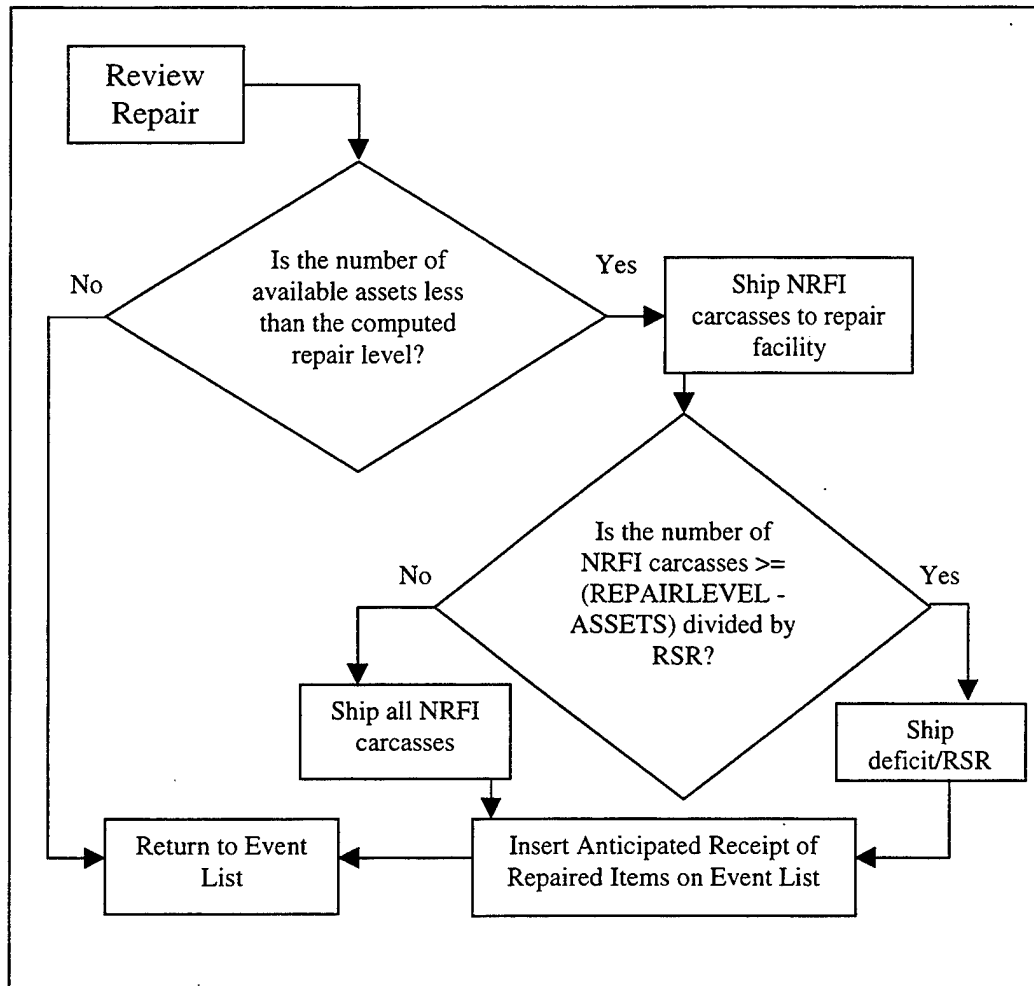 Review
Repair
No
Is the number of
available assets less
than the computed
repair level?
Yes
Ship NRFI
carcasses to repair
facility
No
Is the number of
NRFI carcasses >=
(REPAIRLEVEL -
ASSETS) divided by
RSR?
Yes
Ship all NRFI
carcasses
Ship
deficit/RSR
Return to Event
List
Insert Anticipated Receipt of
Repaired Items on Event List